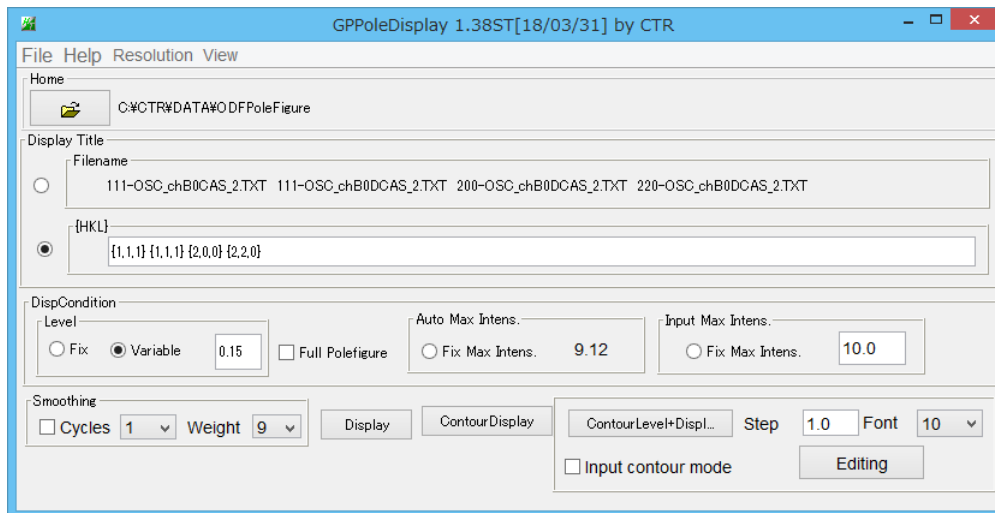 GPPoleDisplay 1.38ST[18/03/31] by CTR
File Help Resolution View
Home
C:¥CTR¥DATA¥ODFPoleFigure
Display Title
Filename
111-OSC_chB0CAS_2.TXT 111-OSC_chB0DCAS_2.TXT 200-OSC_chB0DCAS_2.TXT 220-OSC_chB0DCAS_2.TXT
{HKL}
{1,1,1} {1,1,1} {2,0,0} {2,2,0}
DispCondition
Level Auto Max Intens. Input Max Intens.
Fix Variable 0.15 Full Polefigure Fix Max Intens. 9.12 Fix Max Intens. 10.0
Smoothing
Cycles 1 Weight 9 Display ContourDisplay ContourLevel+Displ... Step 1.0 Font 10
Input contour mode Editing